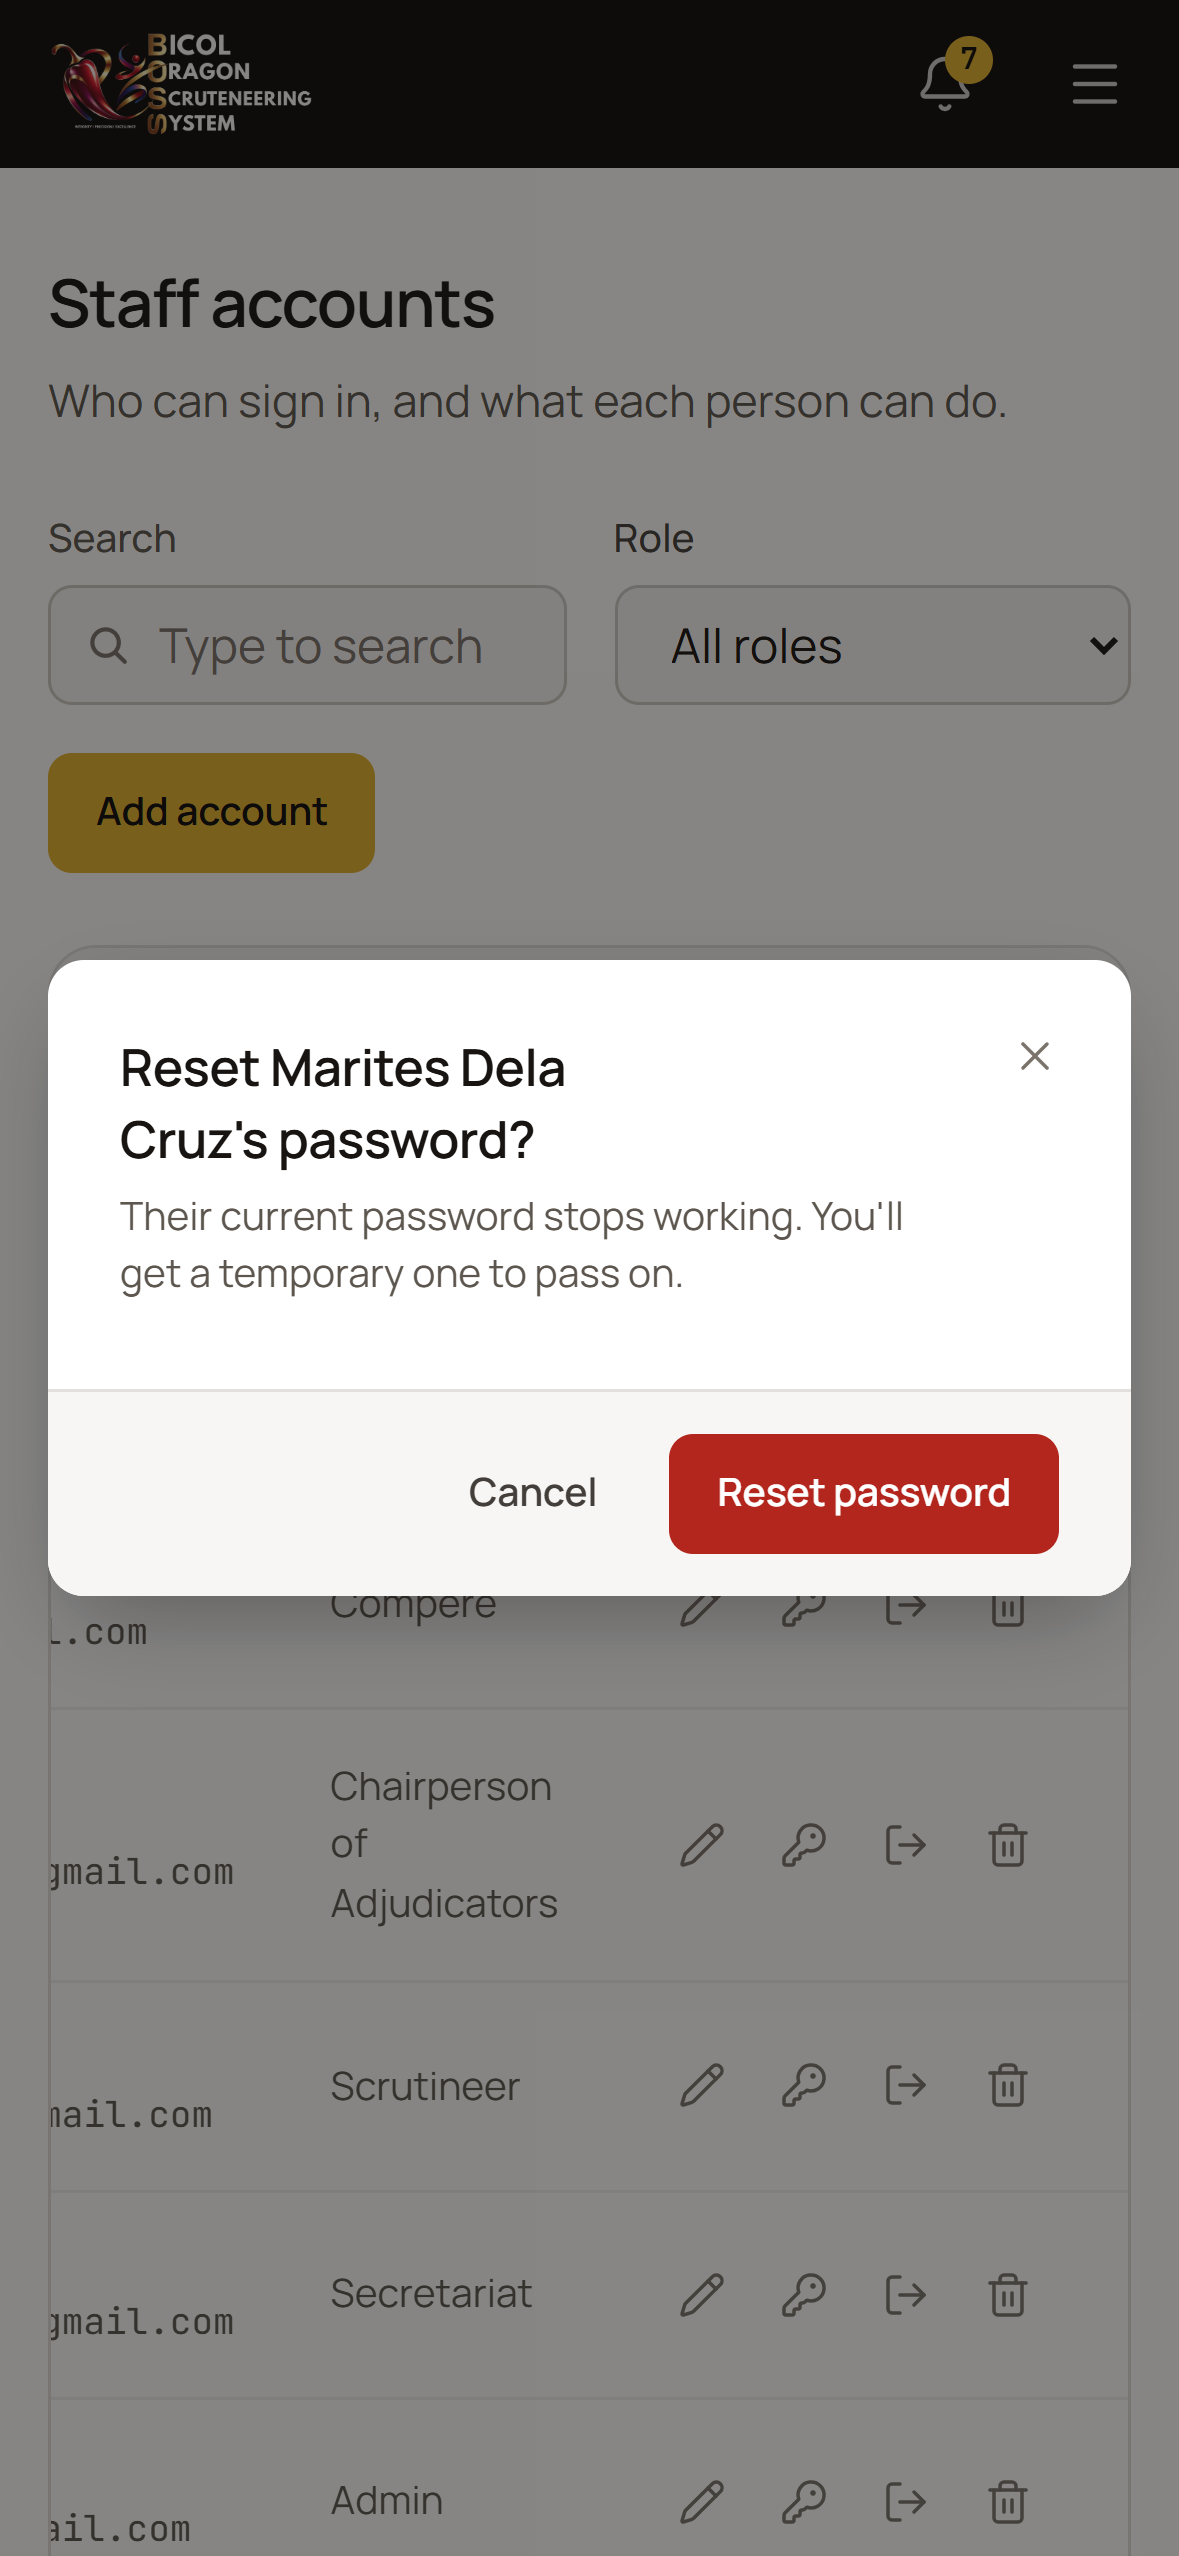 BICOL
ORAGON
SCRUTENEERING
SYSTEM
7
Staff accounts
Who can sign in, and what each person can do.
Search
Role
Type to search
All roles
Add account
Reset Marites Dela
Cruz's password?
Their current password stops working. You'll
get a temporary one to pass on.
Cancel
Reset password
Compere
l.com
Chairperson
of
Adjudicators
gmail.com
Scrutineer
mail.com
Secretariat
gmail.com
Admin
ail.com